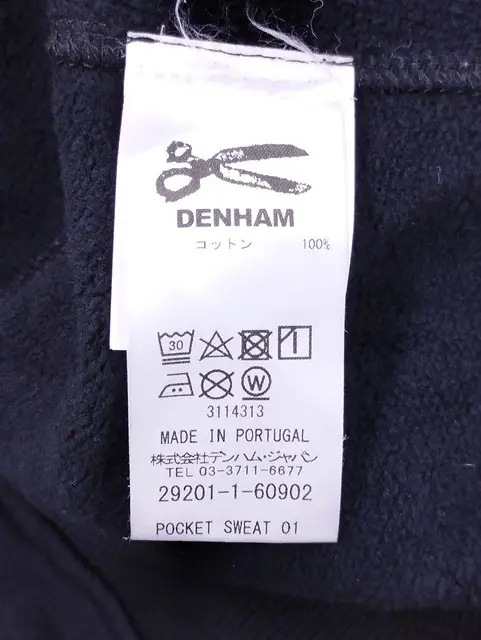 DENHAM
コットン 100%
30
W
3114313
MADE IN PORTUGAL
株式会社デンハム・ジャパン
TEL 03-3711-6677
29201-1-60902
POCKET SWEAT 01